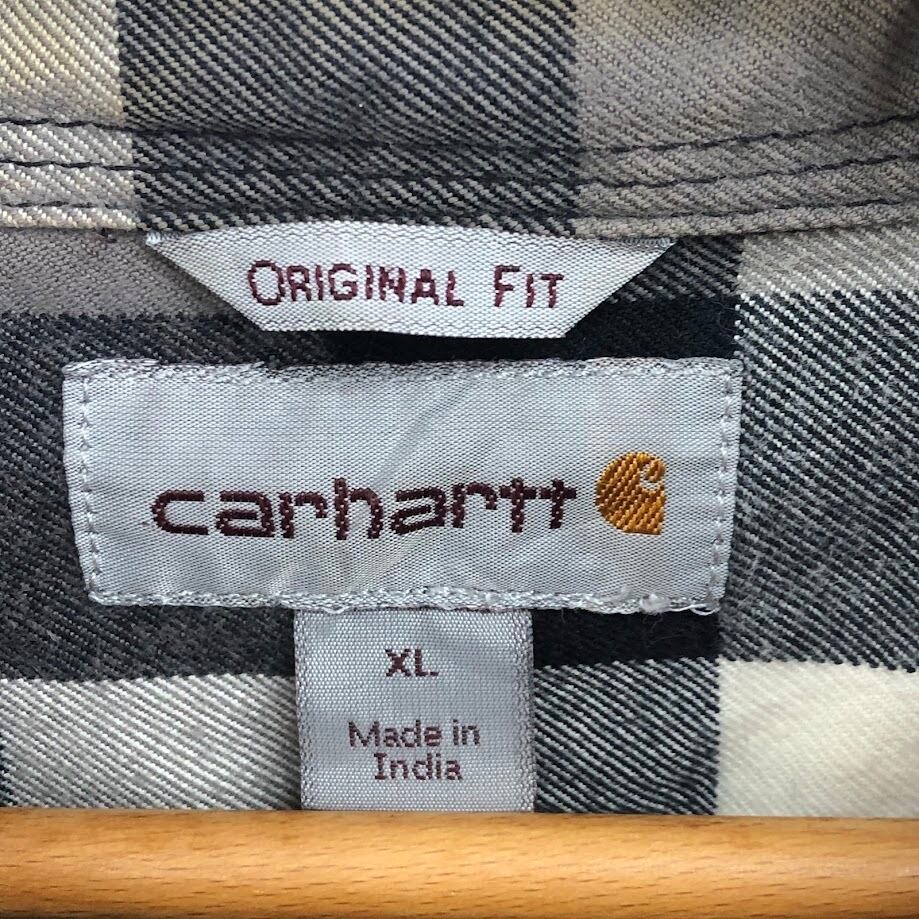 ORIGINAL FIT
carhartt
XL
Made in
India